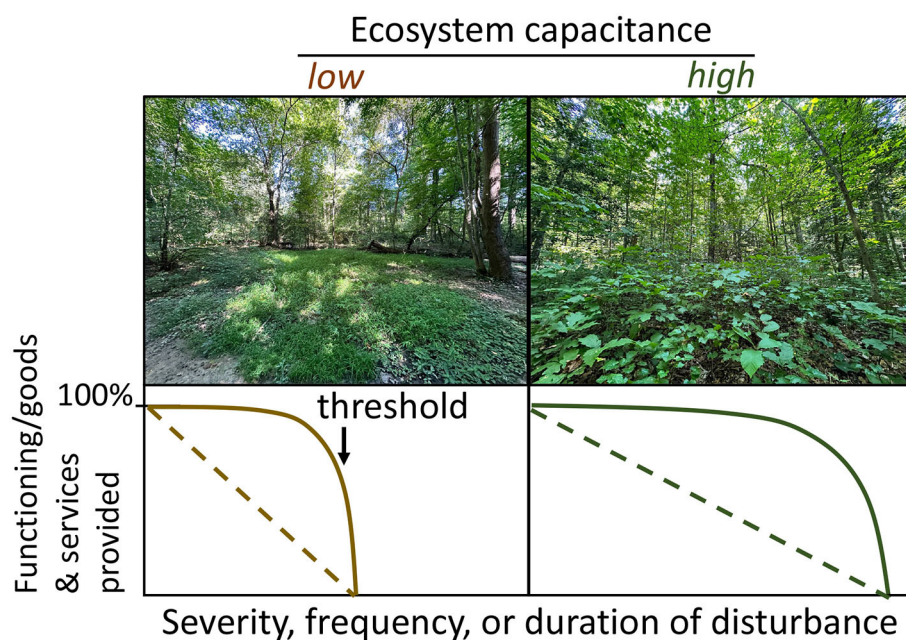 Ecosystem capacitance
low
high
Functioning/goods
& services
provided
100%
threshold
Severity, frequency, or duration of disturbance